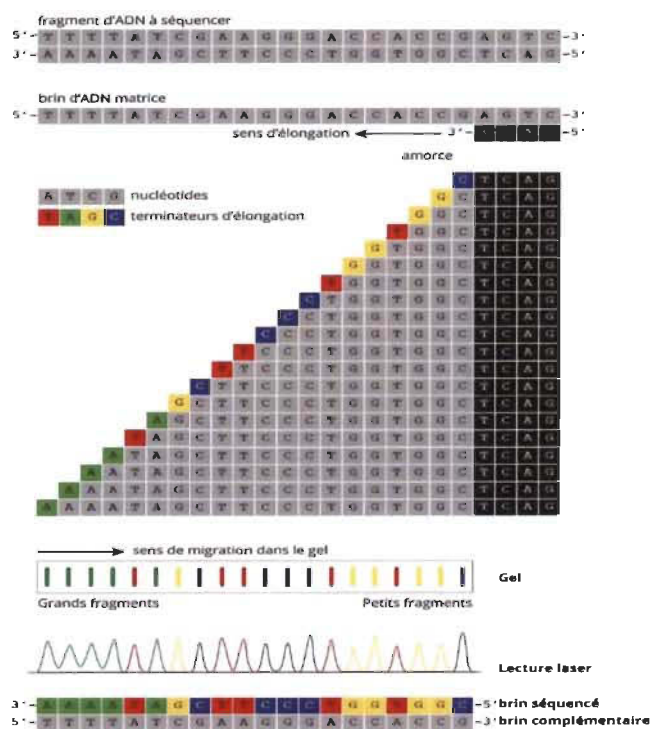 fragment d'ADN à séquencer
5' - T T T T A T C G A A G G G A C C A C C G A G T C -3'
3' - A A A A T A G C T T C C C T G G T G G C T C A G -5'
brin d'ADN matrice
5' - T T T T A T C G A A G G G A C C A C C G A G T C -3'
sens d'élongation 3' - -5'
amorce
C T C A G
A T C G nucléotides G C T C A G
T A G C terminateurs d'élongation G G C T C A G
T G G C T C A G
G T G G C T C A G
G G T G G C T C A G
T G G T G G C T C A G
C T G G T G G C T C A G
C C T G G T G G C T C A G
C C C T G G T G G C T C A G
T C C C T G G T G G C T C A G
T T C C C T G G T G G C T C A G
C T T C C C T G G T G G C T C A G
G C T T C C C T G G T G G C T C A G
A G C T T C C C T G G T G G C T C A G
T A G C T T C C C T G G T G G C T C A G
A T A G C T T C C C T G G T G G C T C A G
A A T A G C T T C C C T G G T G G C T C A G
A A A T A G C T T C C C T G G T G G C T C A G
A A A A T A G C T T C C C T G G T G G C T C A G
sens de migration dans le gel
Gel
Grands fragments Petits fragments
Lecture laser
3' - A A A A T A G C T T C C C T G G T G G C -5' brin séquencé
5' - T T T T A T C G A A G G G A C C A C C G -3' brin complémentaire